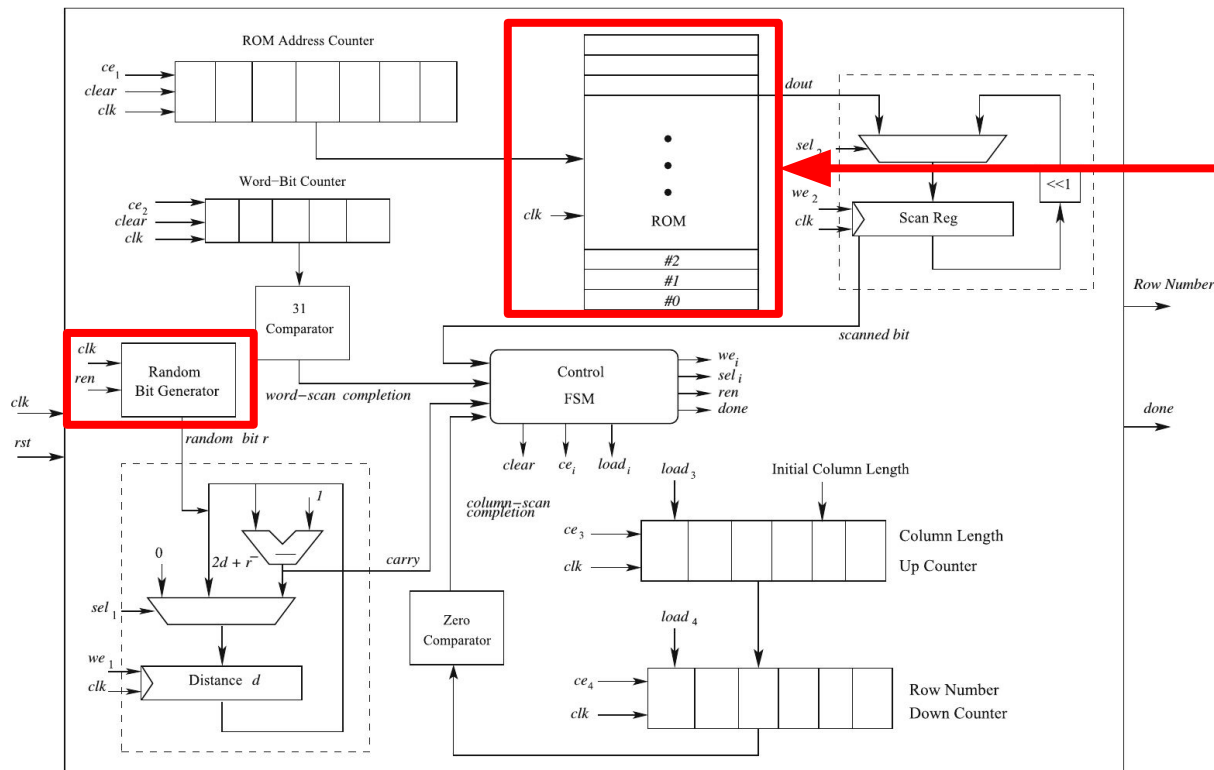 ROM Address Counter
ce1
clear
clk
dout
sel2
we2
clk
<<1
Scan Reg
clk
ROM
#2
#1
#0
Word-Bit Counter
ce2
clear
clk
31
Comparator
Row Number
scanned bit
clk
ren
Random
Bit Generator
word-scan completion
Control
FSM
wei
seli
ren
done
clk
rst
done
random bit r
clear
cei
loadi
column-scan
completion
load3
Initial Column Length
ce3
clk
Column Length
Up Counter
1
0
2d + r
−
carry
sel1
we1
clk
Distance d
Zero
Comparator
load4
ce4
clk
Row Number
Down Counter